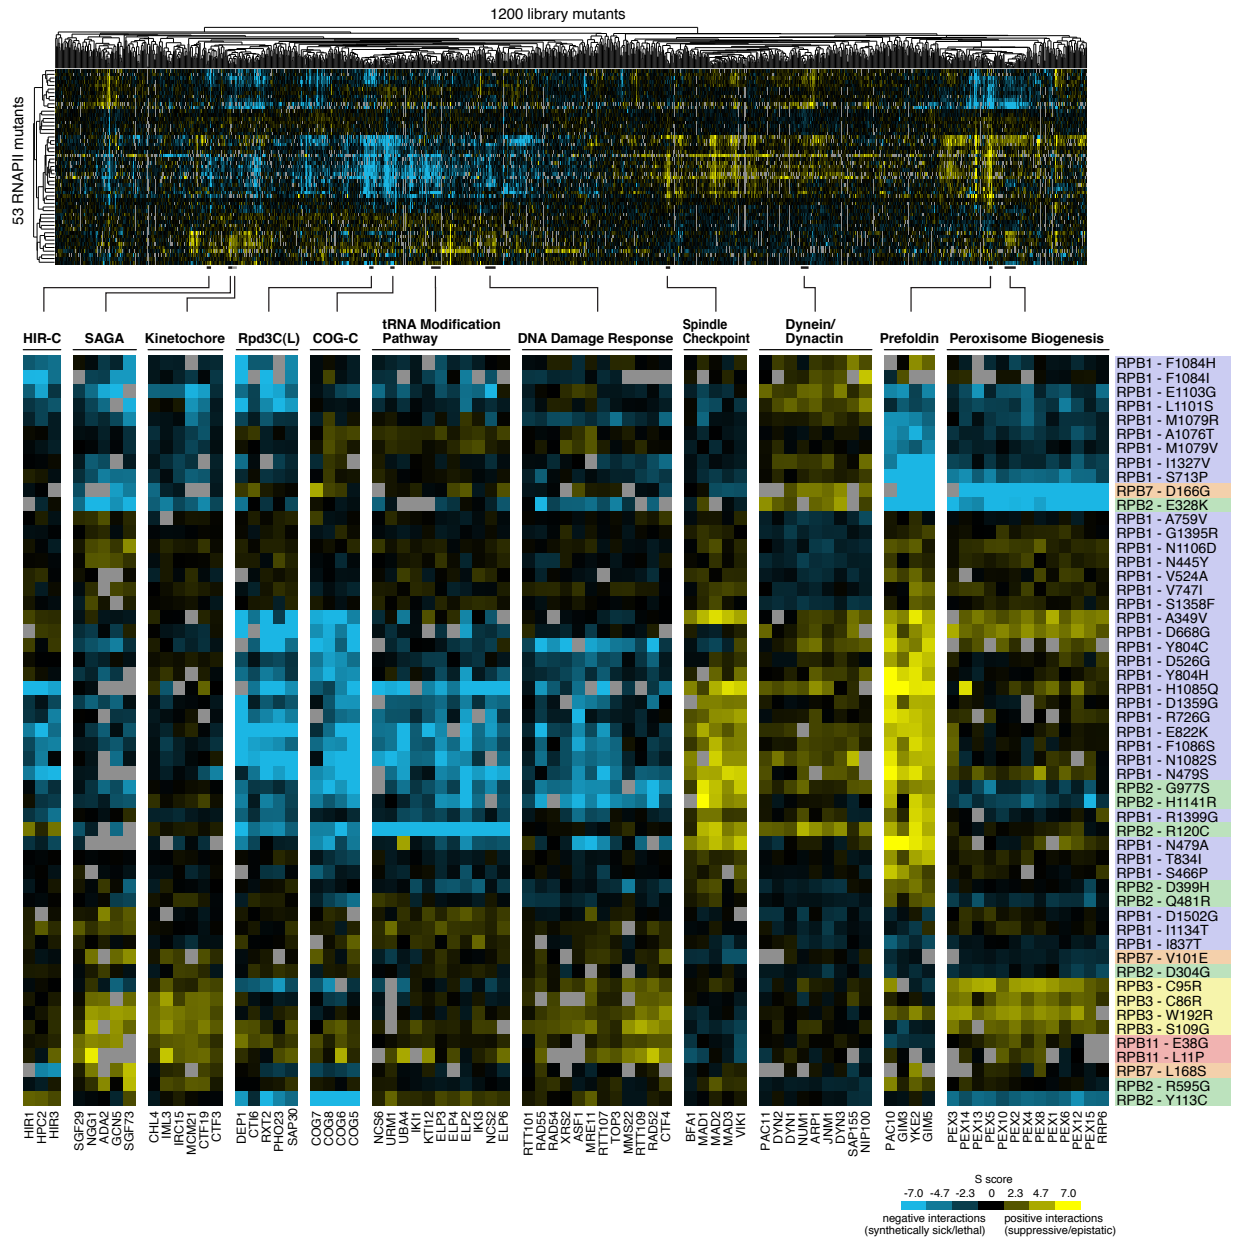 1200 library mutants
53 RNAPII mutants
HIR-C
SAGA
Kinetochore
Rpd3C(L)
COG-C
tRNA Modification
Pathway
DNA Damage Response
Spindle
Checkpoint
Dynein/
Dynactin
Prefoldin
Peroxisome Biogenesis
RPB1 - F1084H
RPB1 - F1084I
RPB1 - E1103G
RPB1 - L1101S
RPB1 - M1079R
RPB1 - A1076T
RPB1 - M1079V
RPB1 - I1327V
RPB1 - S713P
RPB7 - D166G
RPB2 - E328K
RPB1 - A759V
RPB1 - G1395R
RPB1 - N1106D
RPB1 - N445Y
RPB1 - V524A
RPB1 - V747I
RPB1 - S1358F
RPB1 - A349V
RPB1 - D668G
RPB1 - Y804C
RPB1 - D526G
RPB1 - Y804H
RPB1 - H1085Q
RPB1 - D1359G
RPB1 - R726G
RPB1 - E822K
RPB1 - F1086S
RPB1 - N1082S
RPB1 - N479S
RPB2 - G977S
RPB2 - H1141R
RPB1 - R1399G
RPB2 - R120C
RPB1 - N479A
RPB1 - T834I
RPB1 - S466P
RPB2 - D399H
RPB2 - Q481R
RPB1 - D1502G
RPB1 - I1134T
RPB1 - I837T
RPB7 - V101E
RPB2 - D304G
RPB3 - C95R
RPB3 - C86R
RPB3 - W192R
RPB3 - S109G
RPB11 - E38G
RPB11 - L11P
RPB7 - L168S
RPB2 - R595G
RPB2 - Y113C
HIR1
HPC2
HIR3
SGF29
NGG1
ADA2
GCN5
SGF73
CHL4
IML3
IRC15
MCM21
CTF19
CTF3
DEP1
CTI6
RXT2
PHO23
SAP30
COG7
COG8
COG6
COG5
NCS6
URM1
UBA4
IKI1
KTI12
ELP3
ELP4
ELP2
IKI3
NCS2
ELP6
RTT101
RAD55
RAD54
XRS2
ASF1
MRE11
RTT107
TOP3
MMS22
RTT109
RAD52
CTF4
BFA1
MAD1
MAD2
MAD3
VIK1
PAC11
DYN2
DYN1
NUM1
ARP1
JNM1
DYN3
SAP155
NIP100
PAC10
GIM3
YKE2
GIM5
PEX3
PEX14
PEX13
PEX5
PEX2
PEX4
PEX8
PEX1
PEX6
PEX12
PEX15
RRP6
S score
-7.0 -4.7 -2.3 0 2.3 4.7 7.0
negative interactions
(synthetically sick/lethal)
positive interactions
(suppressive/epistatic)